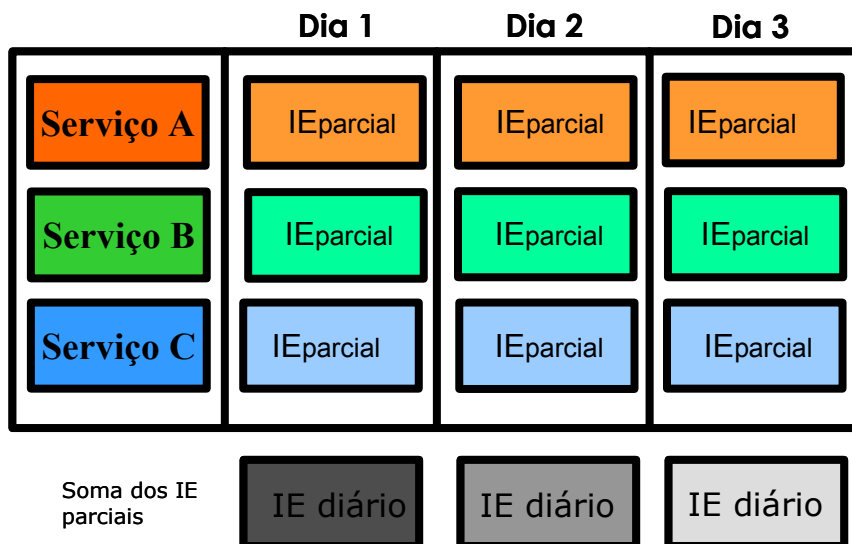 Dia 1 Dia 2 Dia 3
Serviço A IEparcial IEparcial IEparcial
Serviço B IEparcial IEparcial IEparcial
Serviço C IEparcial IEparcial IEparcial
Soma dos IE
parciais
IE diário IE diário IE diário